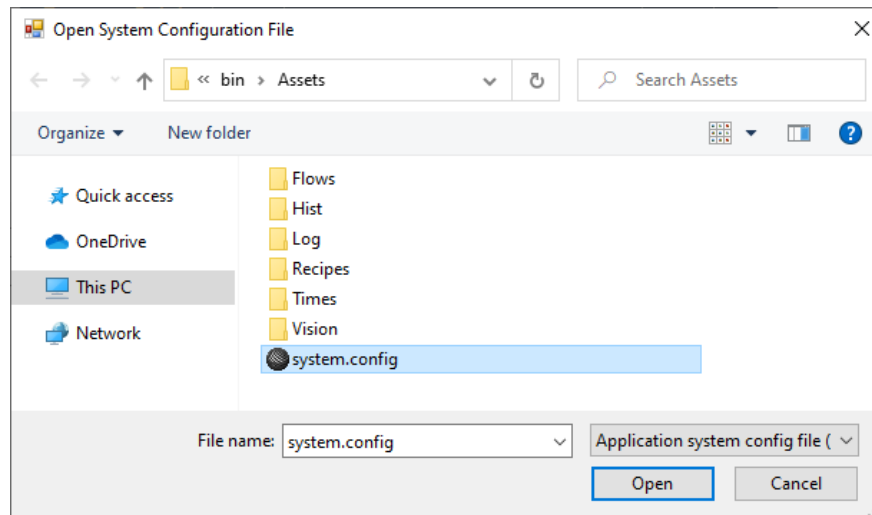 Open System Configuration File
« bin > Assets
Search Assets
Organize
New folder
Quick access
OneDrive
This PC
Network
Flows
Hist
Log
Recipes
Times
Vision
system.config
File name: system.config
Application system config file (
Open
Cancel